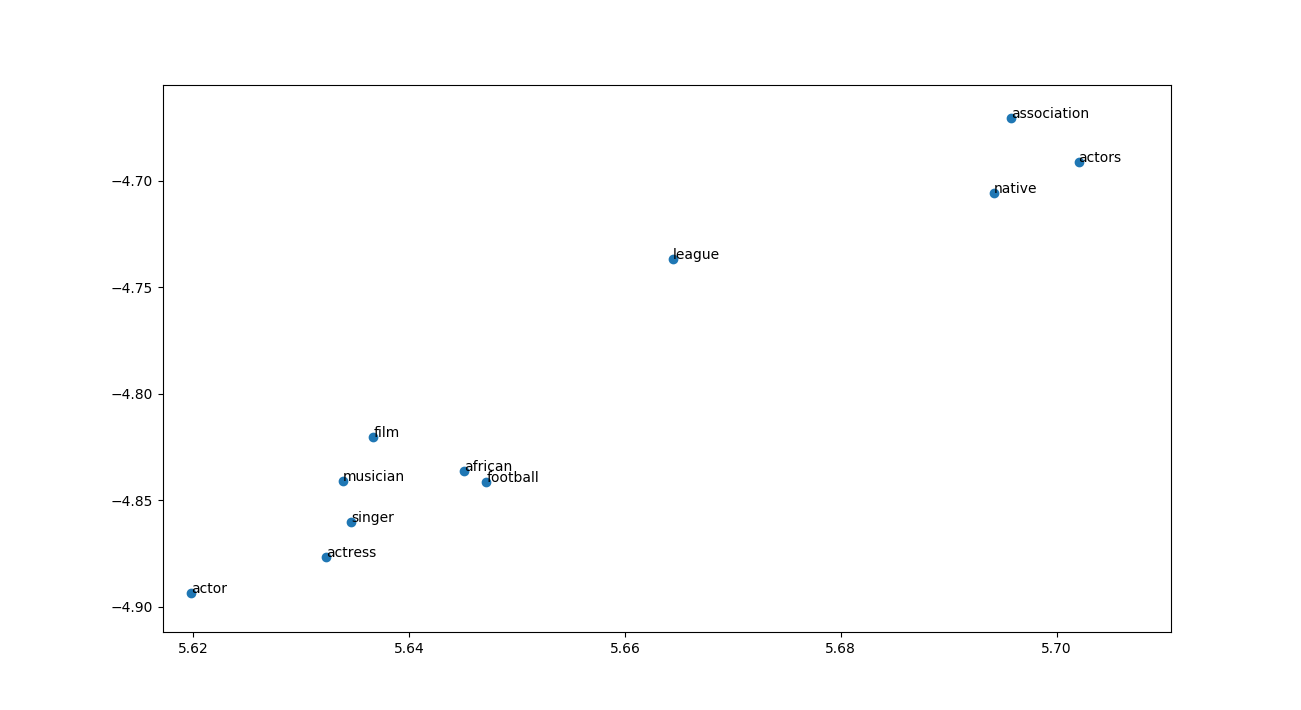 association
actors
−4.70
native
league
−4.75
−4.80
film
african
musician
football
−4.85
singer
actress
actor
−4.90
5.62 5.64 5.66 5.68 5.70